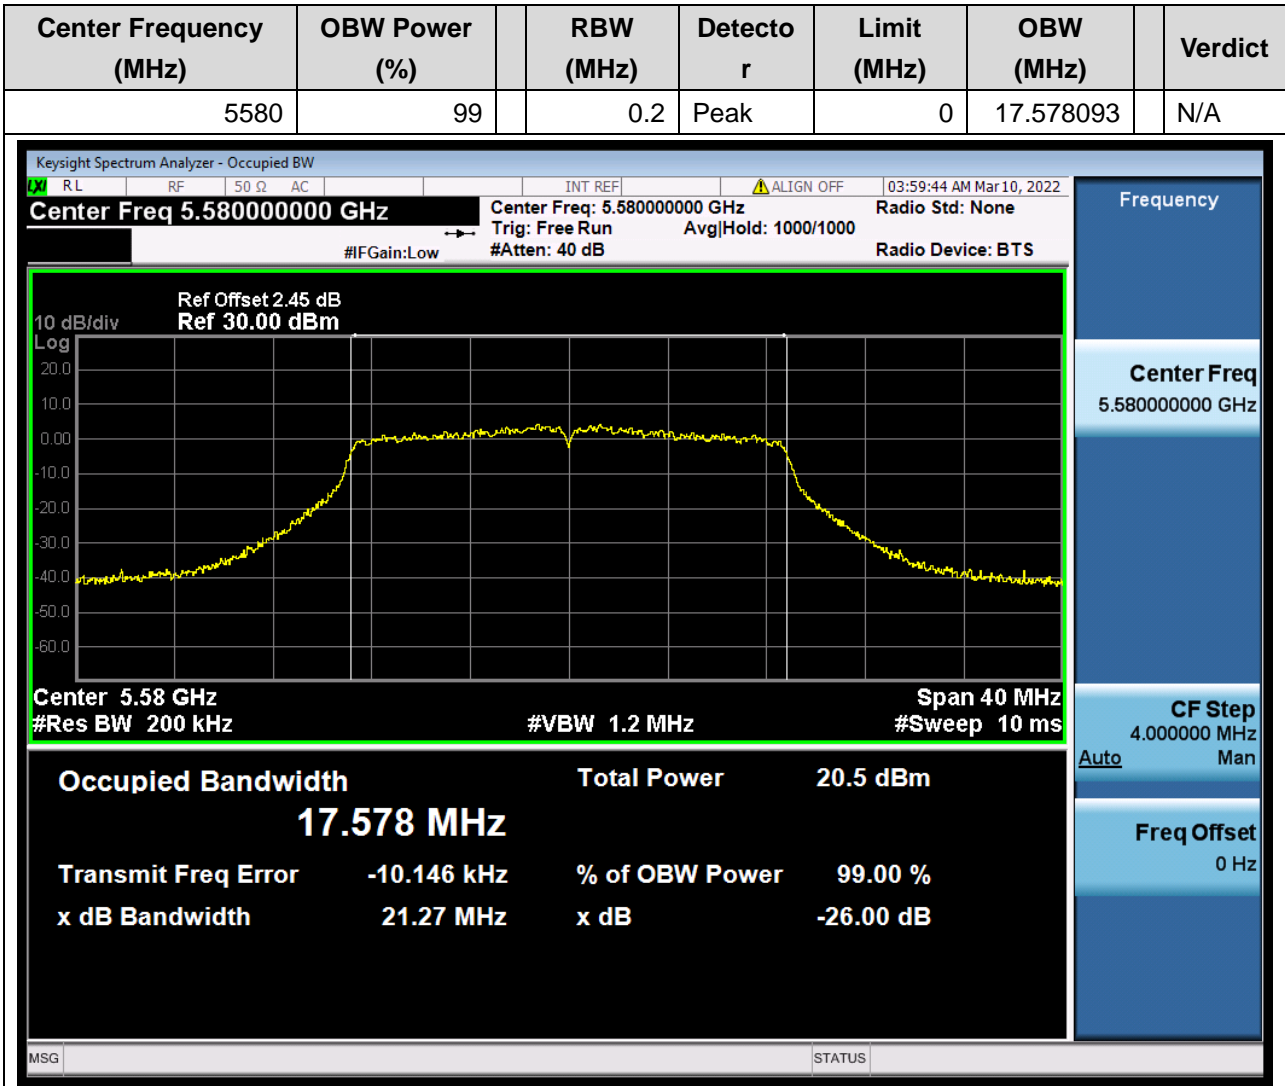 Center Frequency (MHz) OBW Power (%) RBW (MHz) Detecto r Limit (MHz) OBW (MHz) Verdict
5580 99 0.2 Peak 0 17.578093 N/A
Keysight Spectrum Analyzer - Occupied BW
LXI RL RF 50 Ω AC INT REF ALIGN OFF 03:59:44 AM Mar 10, 2022
Center Freq 5.580000000 GHz
Center Freq: 5.580000000 GHz Radio Std: None
Trig: Free Run Avg|Hold: 1000/1000
#IFGain:Low #Atten: 40 dB Radio Device: BTS
Ref Offset 2.45 dB
10 dB/div Ref 30.00 dBm
Log
20.0
10.0
0.00
-10.0
-20.0
-30.0
-40.0
-50.0
-60.0
Center 5.58 GHz Span 40 MHz
#Res BW 200 kHz #VBW 1.2 MHz #Sweep 10 ms
Occupied Bandwidth Total Power 20.5 dBm
17.578 MHz
Transmit Freq Error -10.146 kHz % of OBW Power 99.00 %
x dB Bandwidth 21.27 MHz x dB -26.00 dB
Frequency
Center Freq
5.580000000 GHz
CF Step
4.000000 MHz
Auto Man
Freq Offset
0 Hz
MSG STATUS